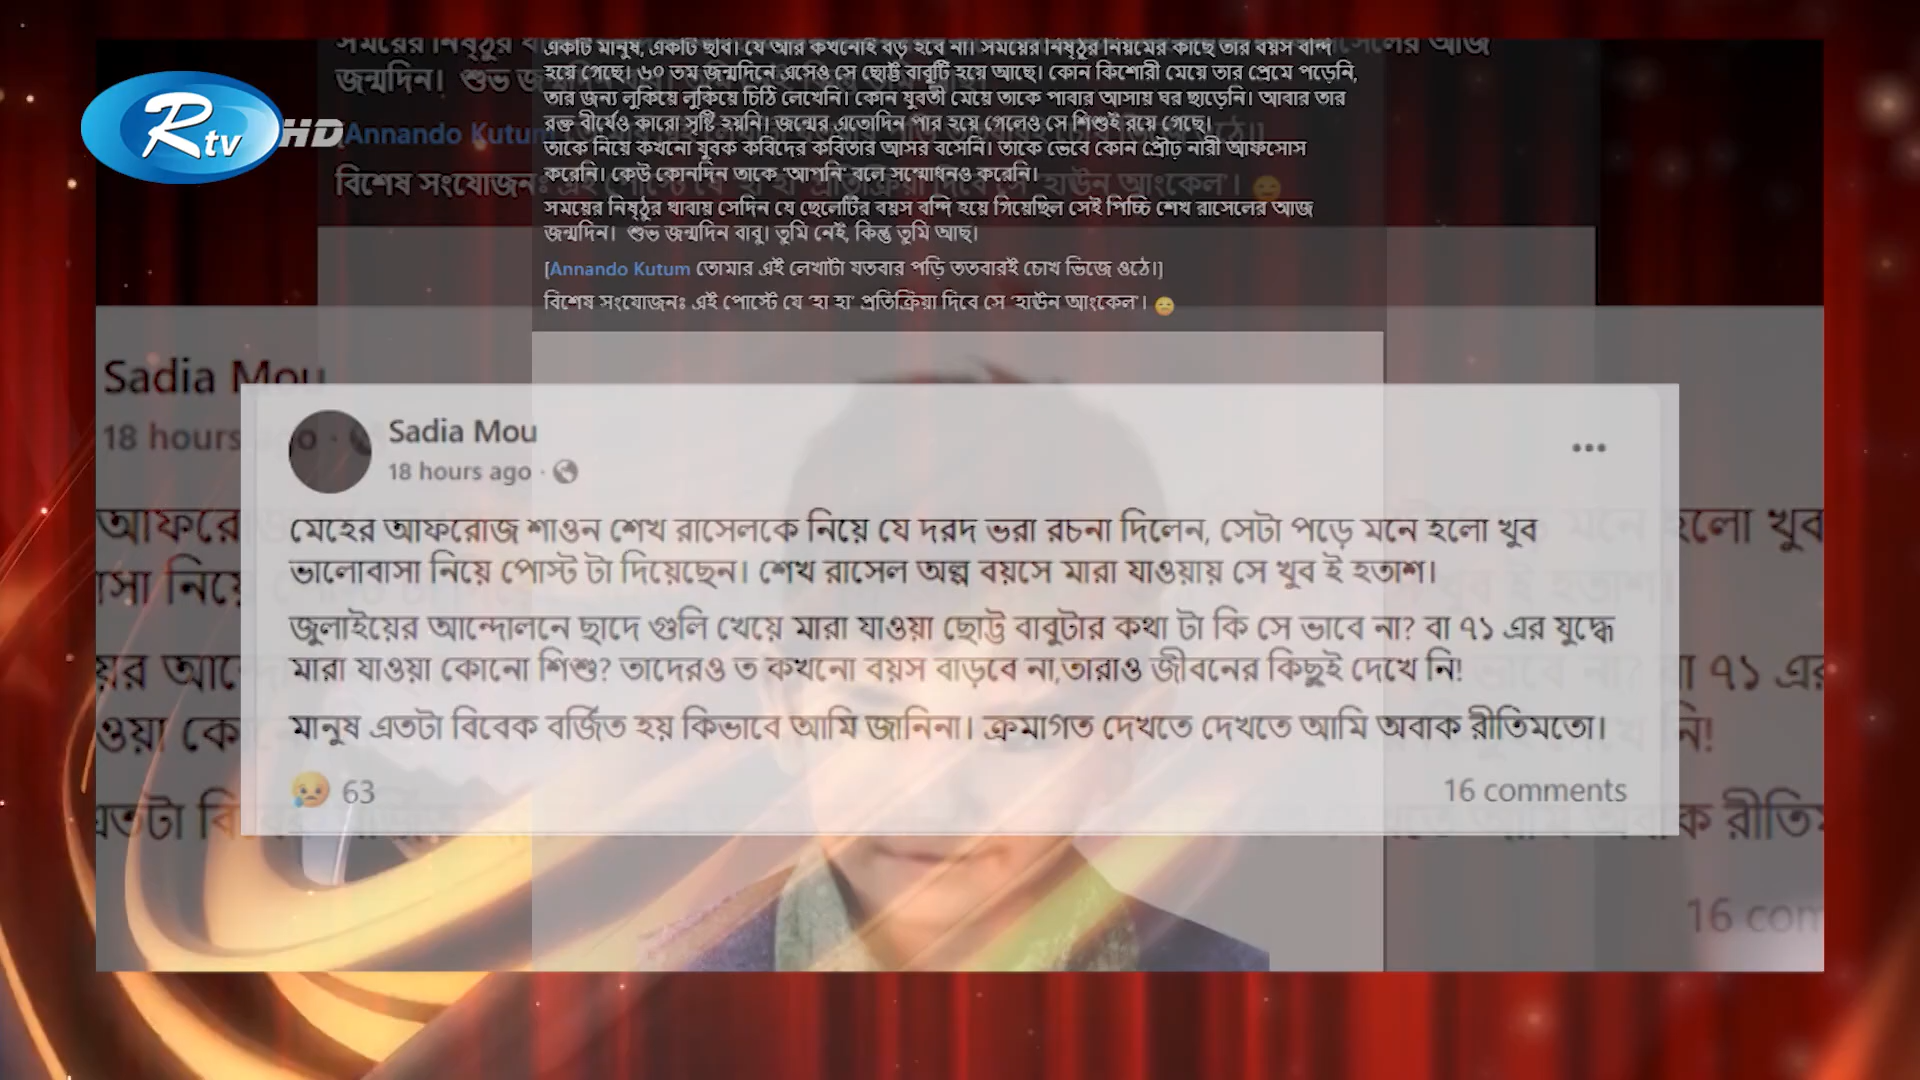 Rtv HD
একটি মানুষ, একটি ছবি। যে আর কখনোই বড় হবে না। সময়ের নিষ্ঠুর নিয়মের কাছে তার বয়স বন্দি
হয়ে গেছে। ৬০ তম জন্মদিনে এসেও সে ছোট্ট বাবুটি হয়ে আছে। কোন কিশোরী মেয়ে তার প্রেমে পড়েনি,
তার জন্য লুকিয়ে লুকিয়ে চিঠি লেখেনি। কোন যুবতী মেয়ে তাকে পাবার আসায় ঘর ছাড়েনি। আবার তার
রক্ত বীর্যেও কারো সৃষ্টি হয়নি। জন্মের এতোদিন পার হয়ে গেলেও সে শিশুই রয়ে গেছে।
তাকে নিয়ে কখনো যুবক কবিদের কবিতার আসর বসেনি। তাকে ভেবে কোন প্রৌঢ় নারী আফসোস
করেনি। কেউ কোনদিন তাকে ‘আপনি’ বলে সম্মোধনও করেনি।
সময়ের নিষ্ঠুর থাবায় সেদিন যে ছেলেটির বয়স বন্দি হয়ে গিয়েছিল সেই পিচ্চি শেখ রাসেলের আজ
জন্মদিন। শুভ জন্মদিন বাবু। তুমি নেই, কিন্তু তুমি আছ।
[Annando Kutum তোমার এই লেখাটা যতবার পড়ি ততবারই চোখ ভিজে ওঠে।]
বিশেষ সংযোজনঃ এই পোস্টে যে ‘হা হা’ প্রতিক্রিয়া দিবে সে ‘হাউন আংকেল’। 😔
Sadia Mou
18 hours ago
মেহের আফরোজ শাওন শেখ রাসেলকে নিয়ে যে দরদ ভরা রচনা দিলেন, সেটা পড়ে মনে হলো খুব
ভালোবাসা নিয়ে পোস্ট টা দিয়েছেন। শেখ রাসেল অল্প বয়সে মারা যাওয়ায় সে খুব ই হতাশ।
জুলাইয়ের আন্দোলনে ছাদে গুলি খেয়ে মারা যাওয়া ছোট্ট বাবুটার কথা টা কি সে ভাবে না? বা ৭১ এর যুদ্ধে
মারা যাওয়া কোনো শিশু? তাদেরও ত কখনো বয়স বাড়বে না,তারাও জীবনের কিছুই দেখে নি!
মানুষ এতটা বিবেক বর্জিত হয় কিভাবে আমি জানিনা। ক্রমাগত দেখতে দেখতে আমি অবাক রীতিমতো।
😥 63
16 comments